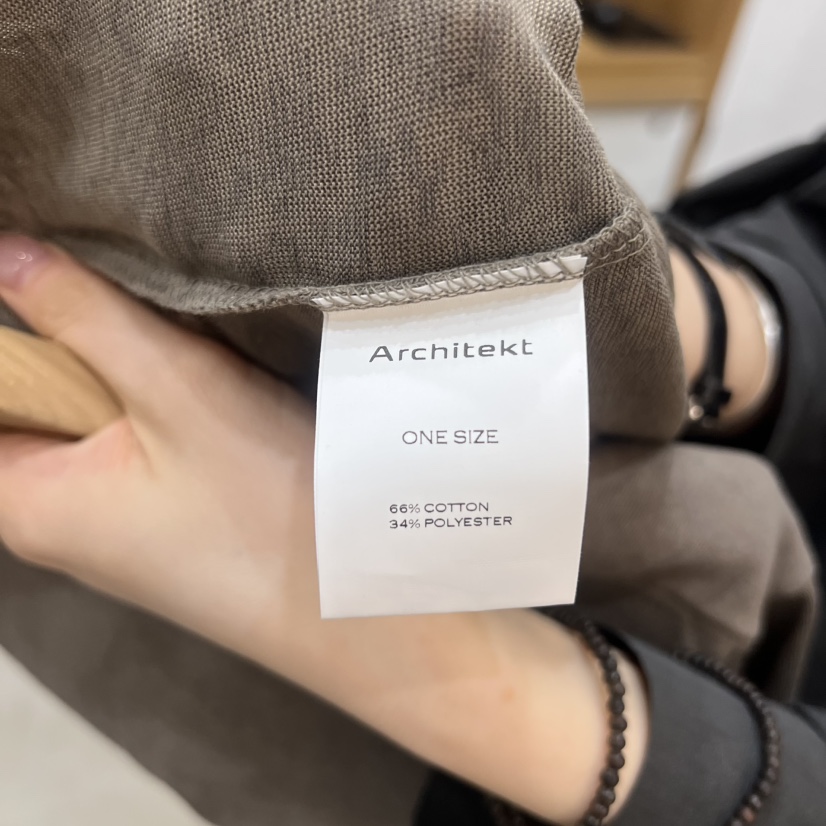 Architekt
ONE SIZE
66% COTTON
34% POLYESTER